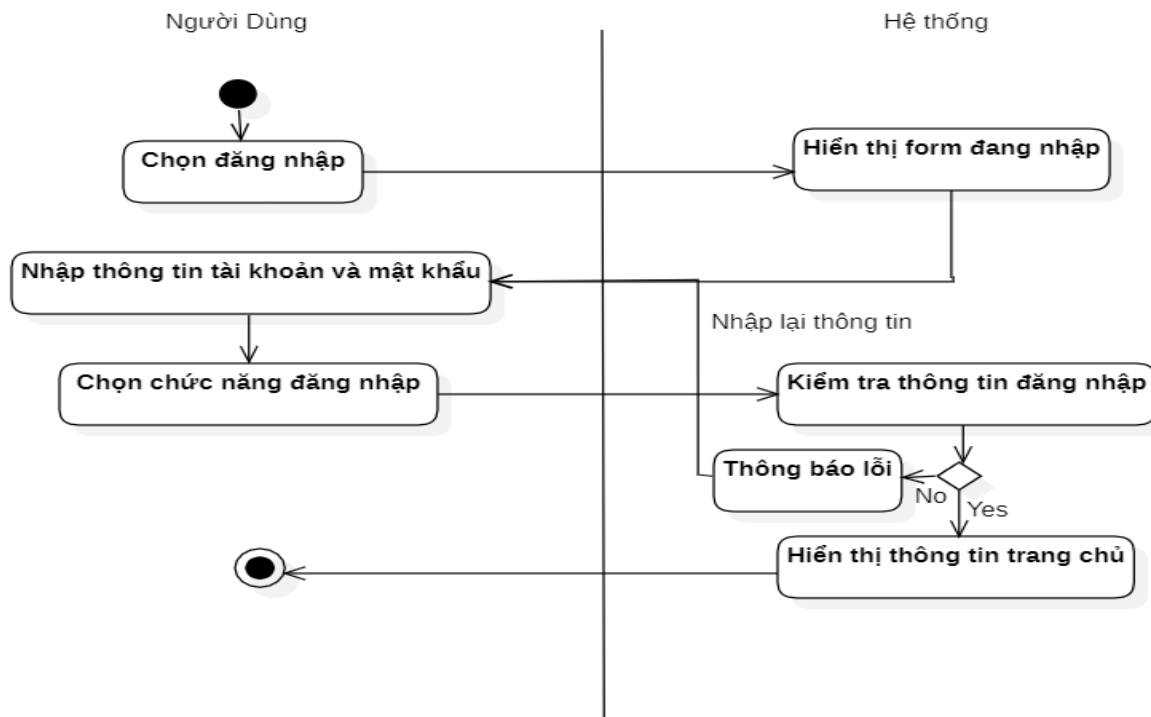 Người Dùng
Hệ thống
Chọn đăng nhập
Hiển thị form đang nhập
Nhập thông tin tài khoản và mật khẩu
Nhập lại thông tin
Chọn chức năng đăng nhập
Kiểm tra thông tin đăng nhập
Thông báo lỗi
No
Yes
Hiển thị thông tin trang chủ